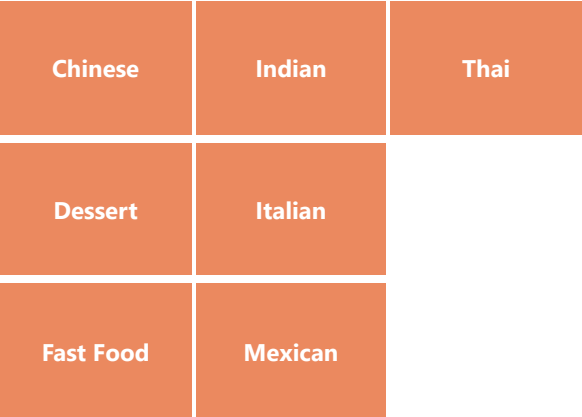 Chinese
Indian
Thai
Dessert
Italian
Fast Food
Mexican